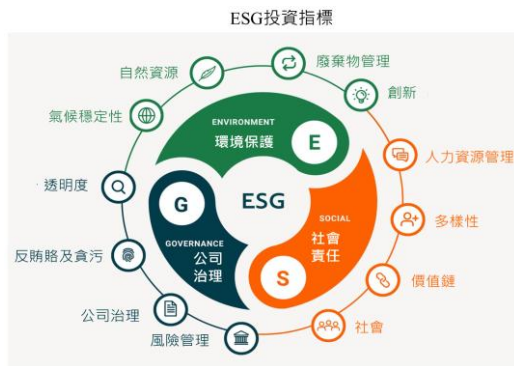 ESG投資指標
自然資源
廢棄物管理
氣候穩定性
創新
ENVIRONMENT
環境保護
E
人力資源管理
透明度
G
ESG
SOCIAL
社會
責任
多樣性
GOVERNANCE
公司
治理
反賄賂及貪污
S
價值鏈
公司治理
社會
風險管理